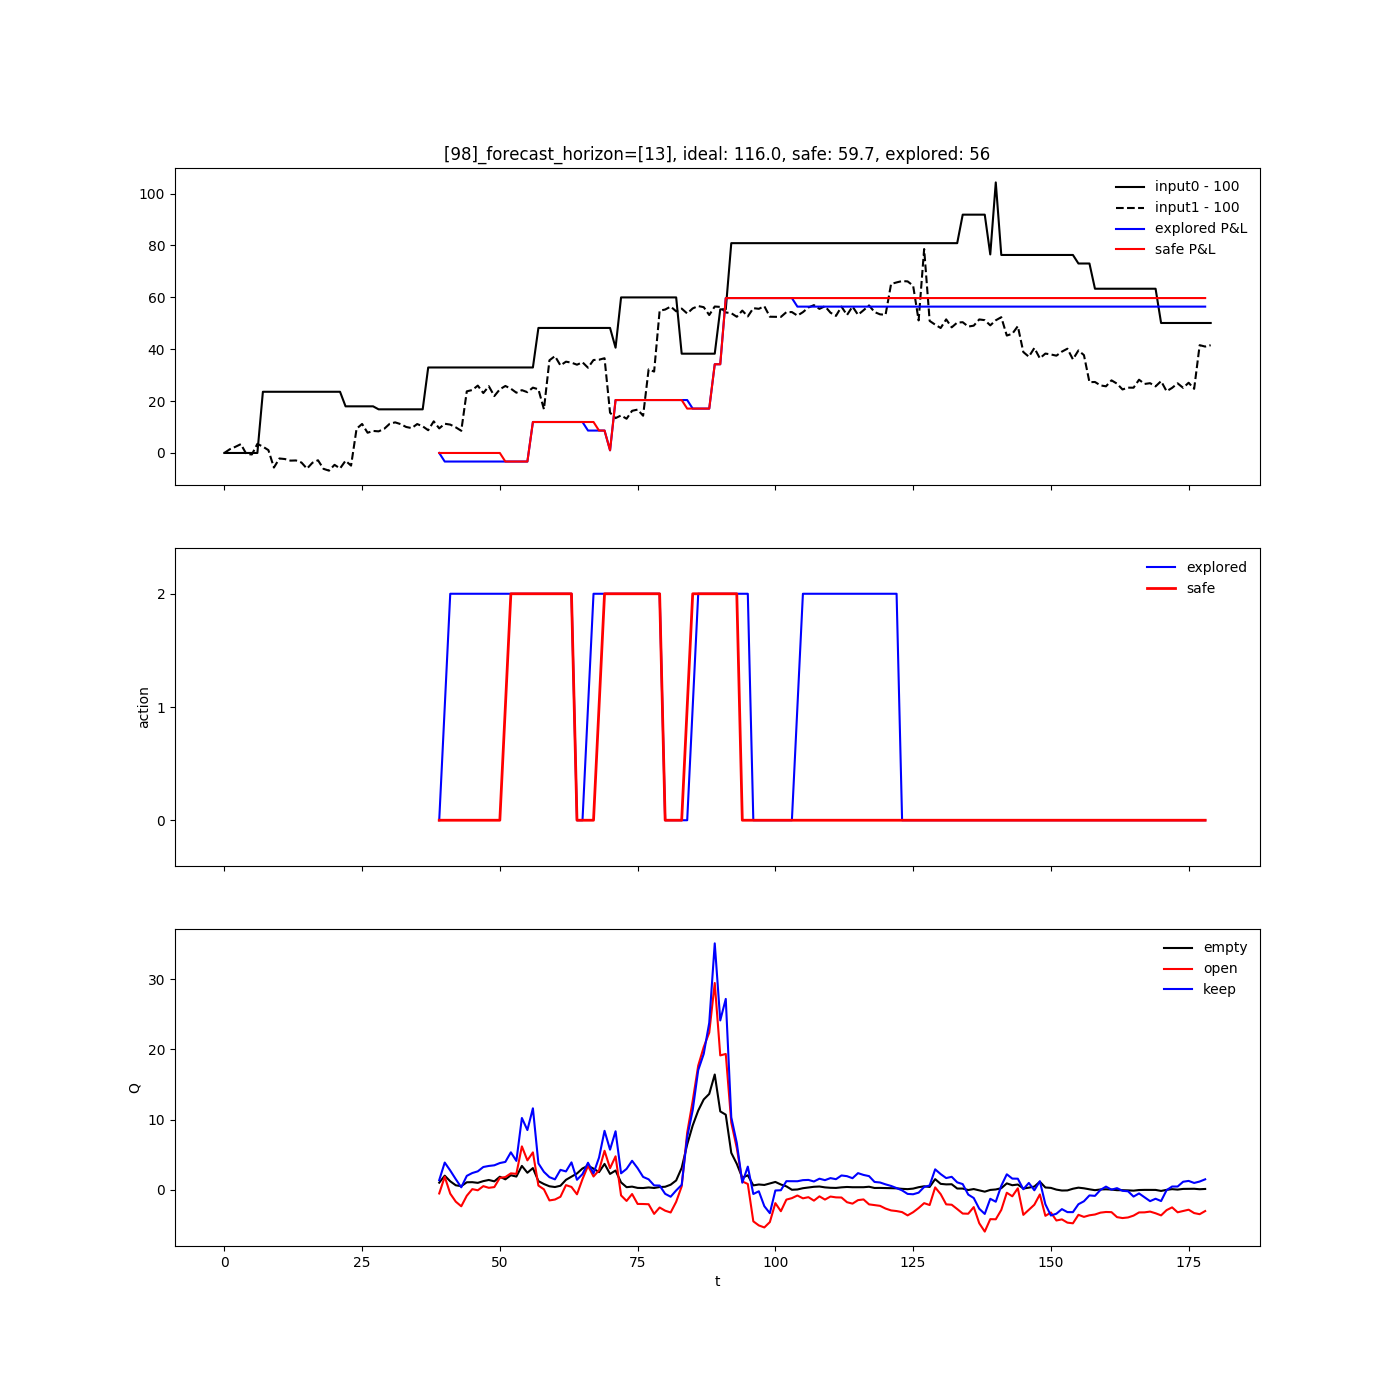 [98]_forecast_horizon=[13], ideal: 116.0, safe: 59.7, explored: 56
100
80
60
40
20
0
input0 - 100
input1 - 100
explored P&L
safe P&L
2
1
0
action
explored
safe
30
20
10
0
Q
empty
open
keep
0 25 50 75 100 125 150 175
t